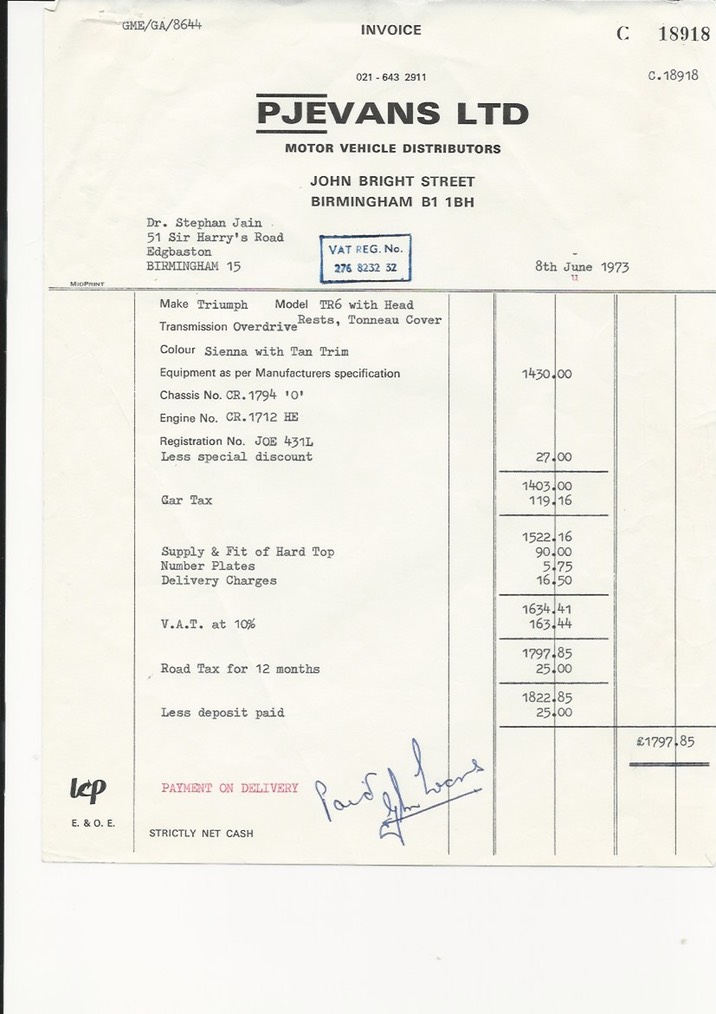 GME/GA/8644
INVOICE
C 18918
021 - 643 2911
C.18918
PJEVANS LTD
MOTOR VEHICLE DISTRIBUTORS
JOHN BRIGHT STREET
BIRMINGHAM B1 1BH
Dr. Stephan Jain
51 Sir Harry's Road
Edgbaston
BIRMINGHAM 15
VAT REG. No.
276 8232 32
8th June 1973
MIDPRINT
Make Triumph Model TR6 with Head
Rests, Tonneau Cover
Transmission Overdrive
Colour Sienna with Tan Trim
Equipment as per Manufacturers specification 1430.00
Chassis No. CR.1794 'O'
Engine No. CR.1712 HE
Registration No. JOE 431L
Less special discount 27.00
1403.00
Gar Tax 119.16
1522.16
Supply & Fit of Hard Top 90.00
Number Plates 5.75
Delivery Charges 16.50
1634.41
V.A.T. at 10% 163.44
1797.85
Road Tax for 12 months 25.00
1822.85
Less deposit paid 25.00
£1797.85
PAYMENT ON DELIVERY
Paid
Evans
E. & O. E.
STRICTLY NET CASH